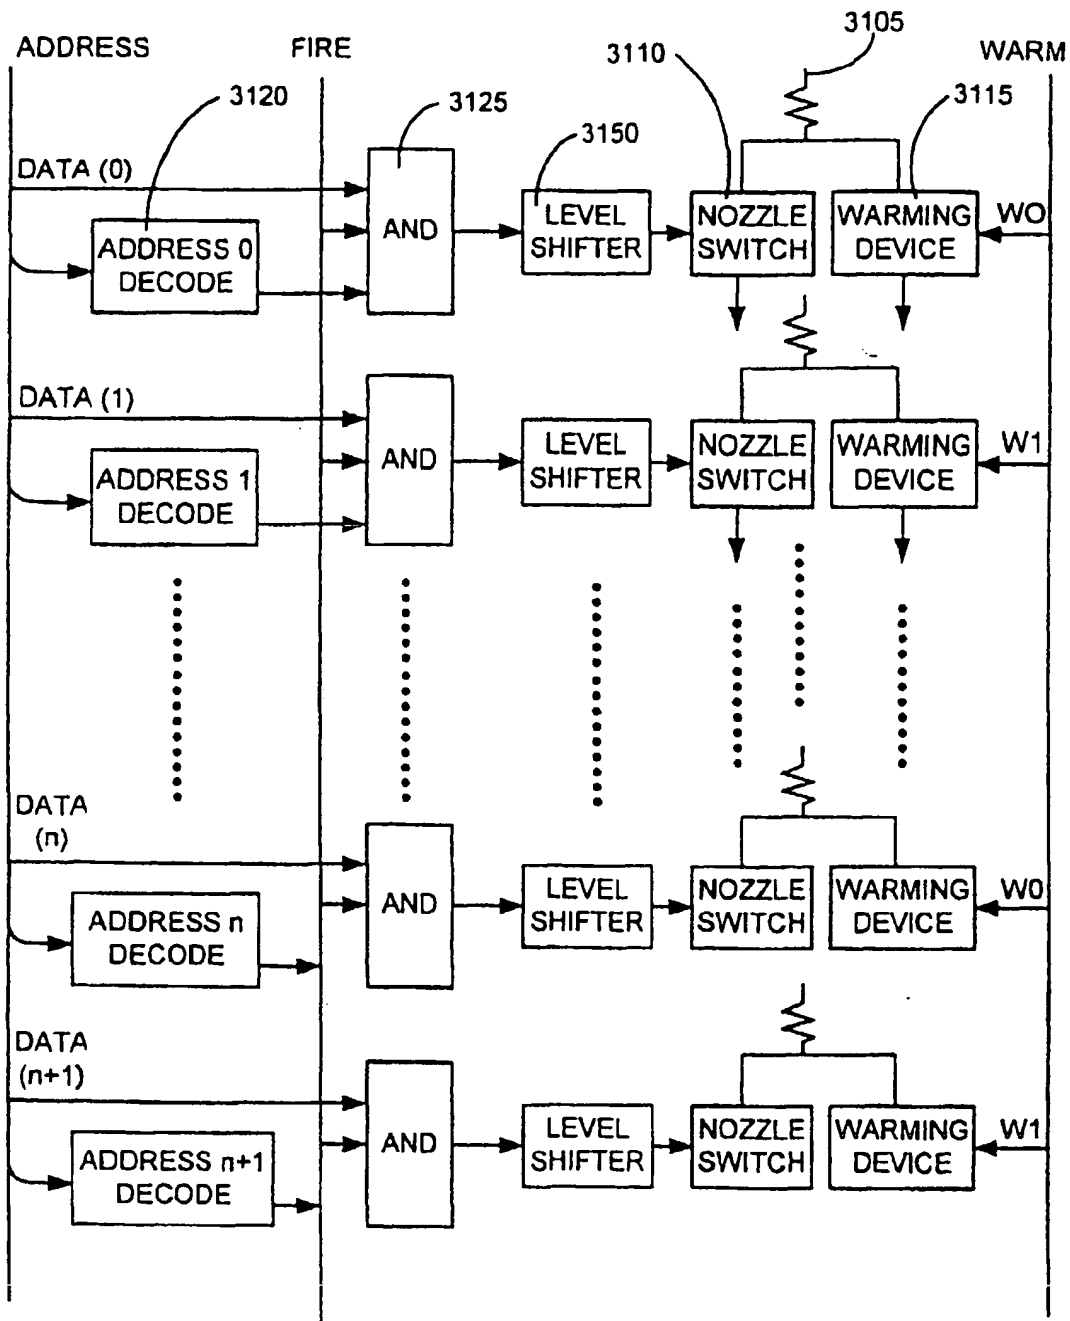 ADDRESS
FIRE
3105
WARM
3110
3120
3125
3115
3150
DATA (0)
ADDRESS 0
DECODE
AND
LEVEL
SHIFTER
NOZZLE
SWITCH
WARMING
DEVICE
WO
DATA (1)
ADDRESS 1
DECODE
AND
LEVEL
SHIFTER
NOZZLE
SWITCH
WARMING
DEVICE
W1
DATA
(n)
ADDRESS n
DECODE
AND
LEVEL
SHIFTER
NOZZLE
SWITCH
WARMING
DEVICE
W0
DATA
(n+1)
ADDRESS n+1
DECODE
AND
LEVEL
SHIFTER
NOZZLE
SWITCH
WARMING
DEVICE
W1